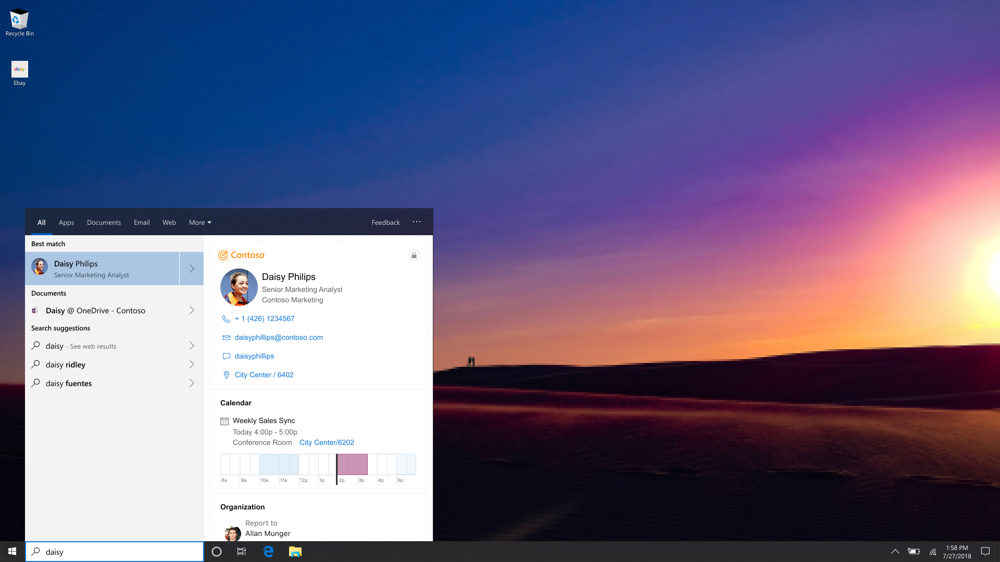 Recycle Bin
ebay
Ebay
All Apps Documents Email Web More Feedback ...
Best match
Daisy Philips
Senior Marketing Analyst
Documents
Daisy @ OneDrive - Contoso
Search suggestions
daisy - See web results
daisy ridley
daisy fuentes
Contoso
Daisy Philips
Senior Marketing Analyst
Contoso Marketing
+ 1 (426) 1234567
daisyphillips@contoso.com
daisyphillips
City Center / 6402
Calendar
Weekly Sales Sync
Today 4:00p - 5:00p
Conference Room City Center/6202
8a 9a 10a 11a 12p 1p 2p 3p 4p 5p
Organization
Report to
Allan Munger
daisy
1:58 PM
7/27/2018